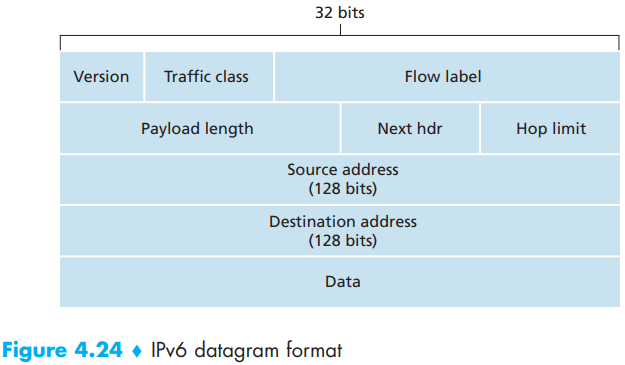 32 bits
Version Traffic class Flow label
Payload length Next hdr Hop limit
Source address
(128 bits)
Destination address
(128 bits)
Data
Figure 4.24 ♦ IPv6 datagram format